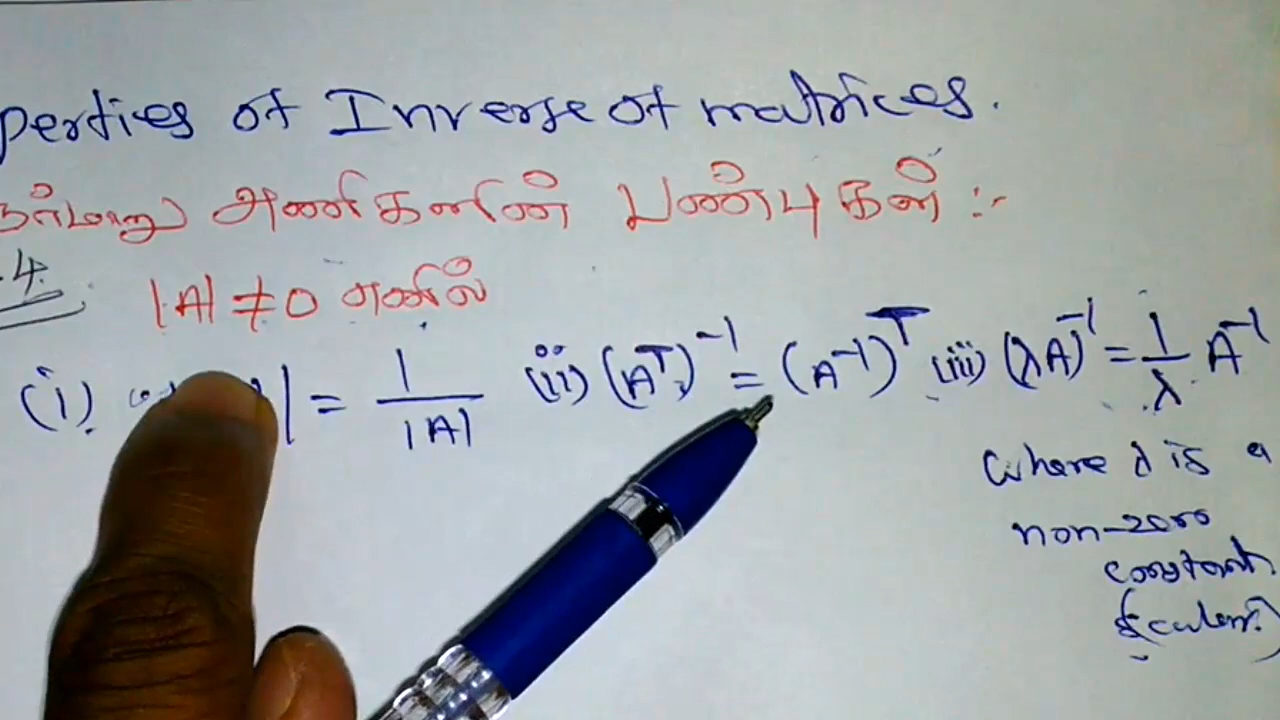 perties of Inverse of matrices.
நேர்மாறு அணிகளின் பண்புகள் :-
.4. |A| ≠ 0 எனில்
(i) | = 1/|A| (ii) (Aᵀ)⁻¹ = (A⁻¹)ᵀ (iii) (λA)⁻¹ = 1/λ A⁻¹
where λ is a
non-zero
constant
(scalar)